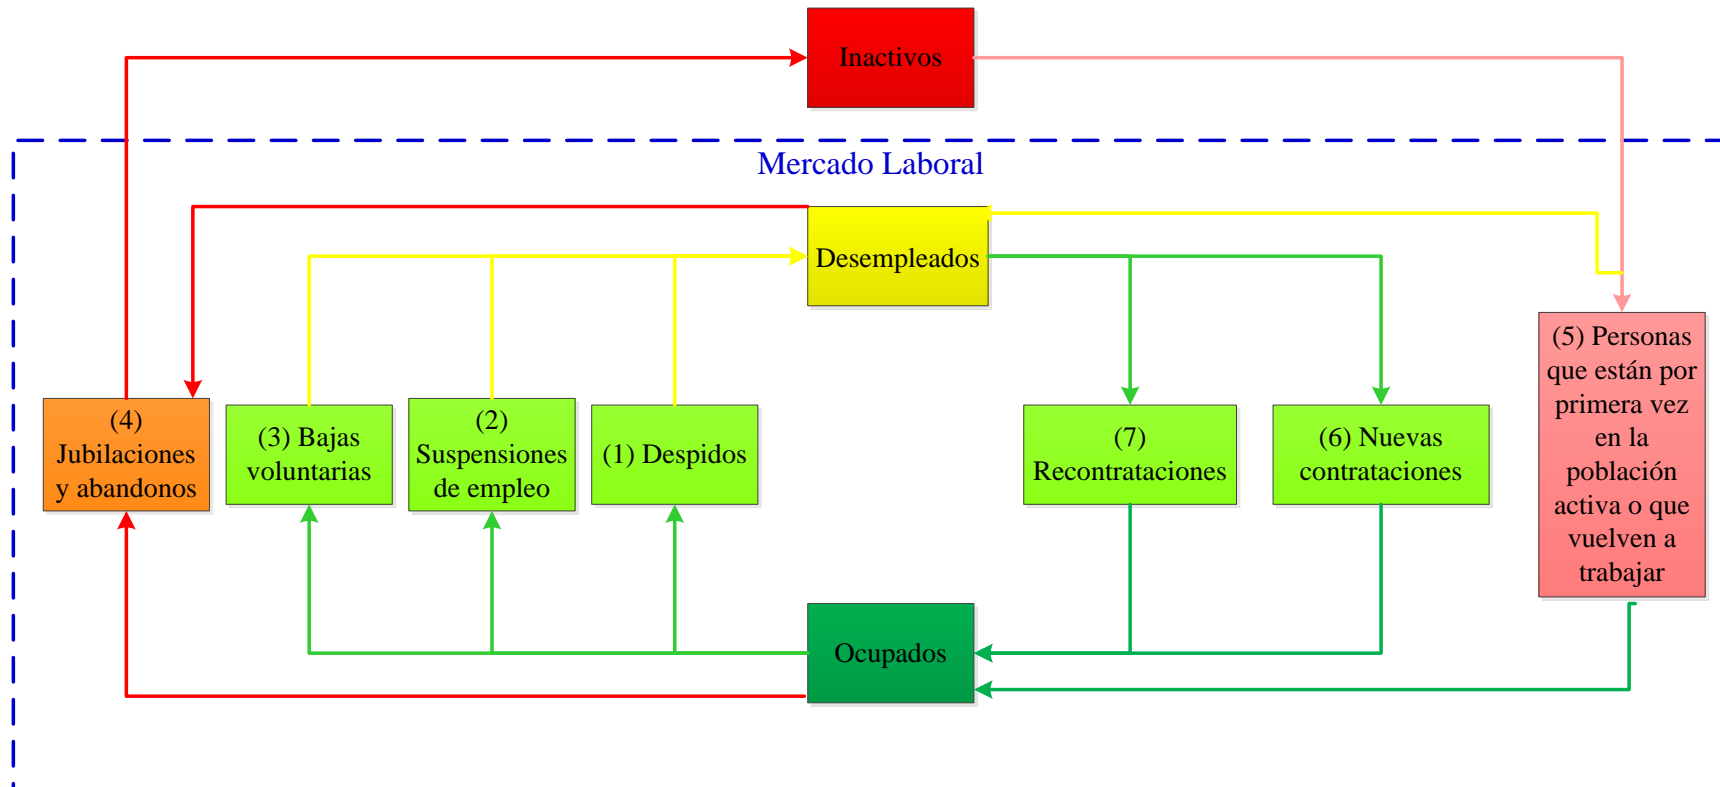 Inactivos
Mercado Laboral
Desempleados
(4)
Jubilaciones
y abandonos
(3) Bajas
voluntarias
(2)
Suspensiones
de empleo
(1) Despidos
(7)
Recontrataciones
(6) Nuevas
contrataciones
(5) Personas
que están por
primera vez
en la
población
activa o que
vuelven a
trabajar
Ocupados